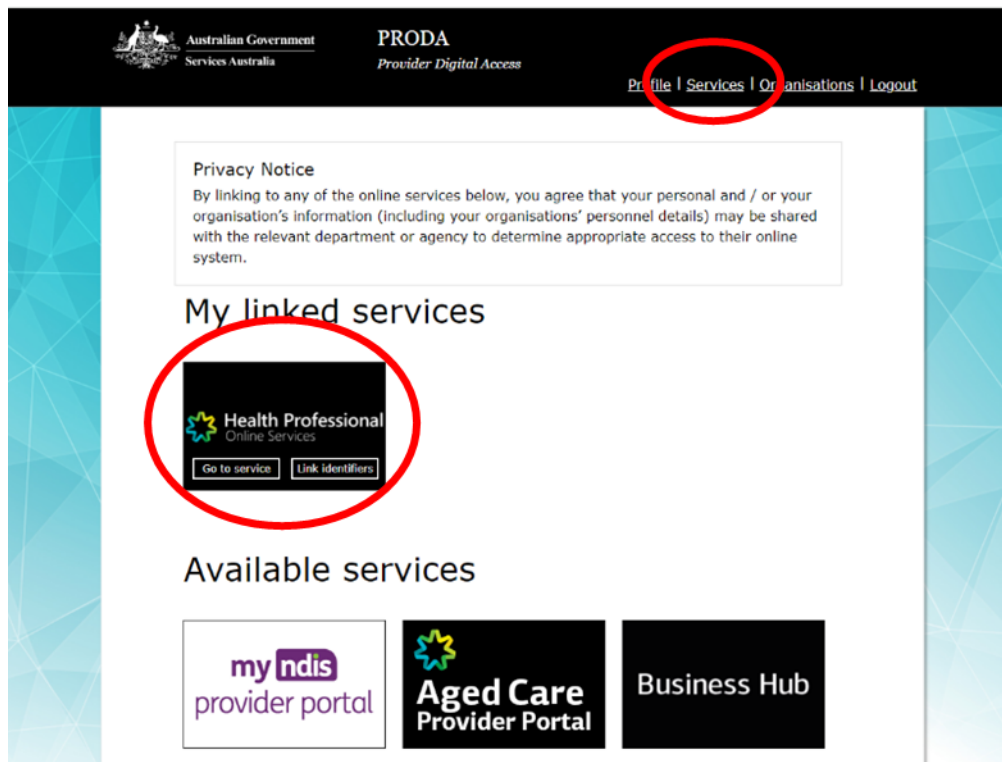 Australian Government
Services Australia
PRODA
Provider Digital Access
Profile | Services | Organisations | Logout
Privacy Notice
By linking to any of the online services below, you agree that your personal and / or your
organisation's information (including your organisations' personnel details) may be shared
with the relevant department or agency to determine appropriate access to their online
system.
My linked services
Health Professional
Online Services
Go to service
Link identifiers
Available services
my ndis
provider portal
Aged Care
Provider Portal
Business Hub